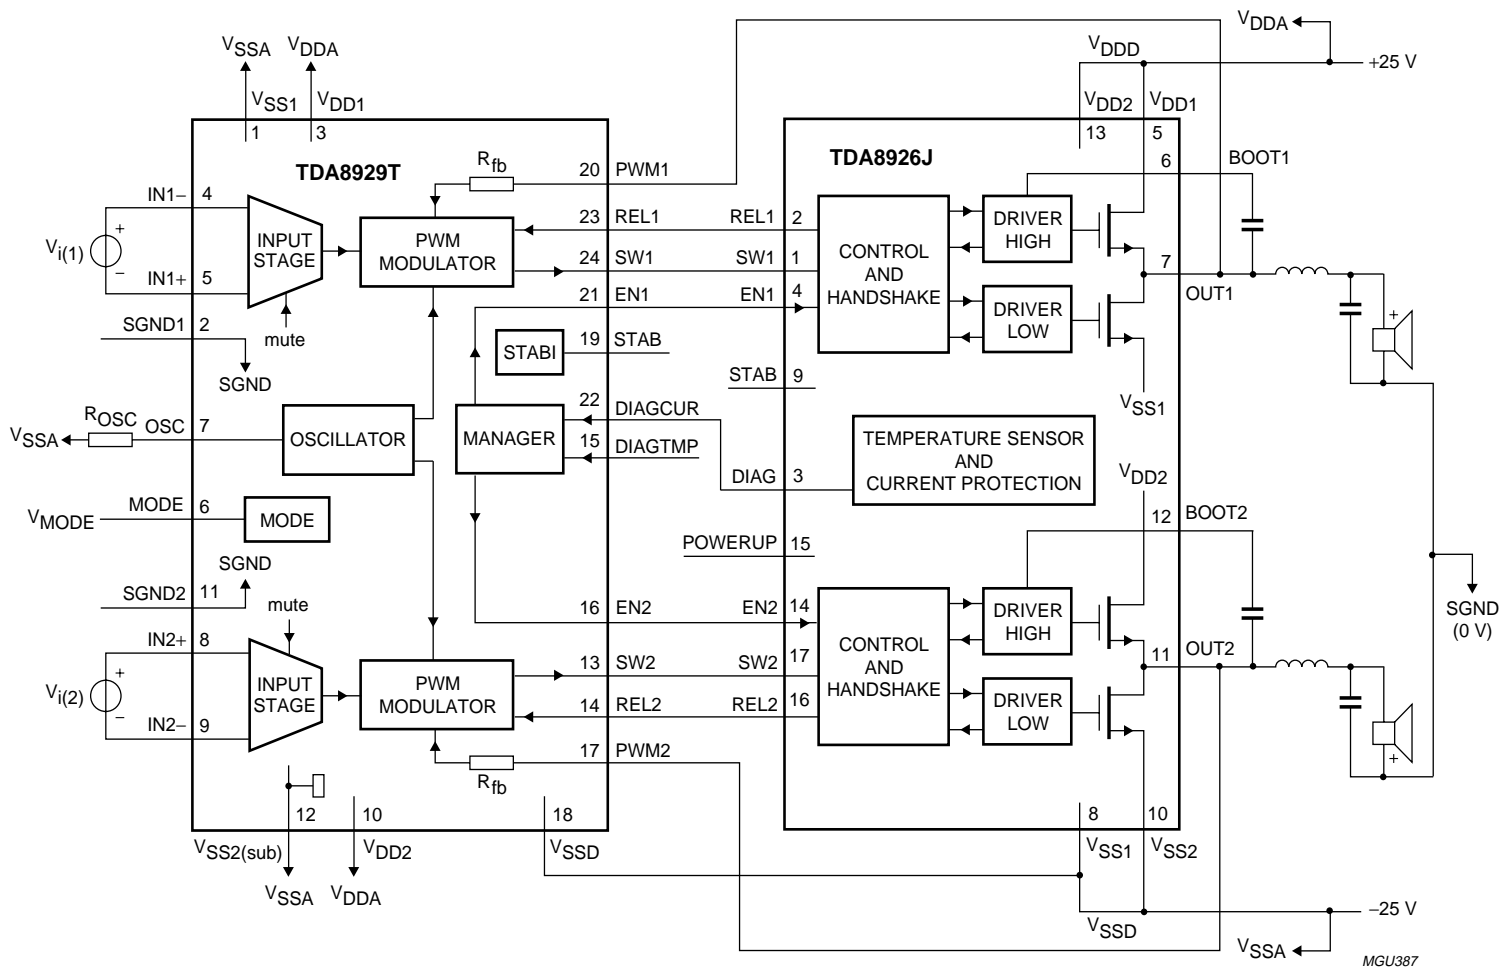 VDDA
VSSA VDDA
VDDD
+25 V
VSS1 VDD1
VDD2 VDD1
1 3
13 5
TDA8929T
TDA8926J
Rfb
20 PWM1
6 BOOT1
IN1− 4
23 REL1 REL1 2
INPUT STAGE
PWM MODULATOR
CONTROL AND HANDSHAKE
DRIVER HIGH
Vi(1)
+
−
24 SW1 SW1 1
7
OUT1
IN1+ 5
21 EN1 EN1 4
DRIVER LOW
+
SGND1 2
mute
STABI
19 STAB
SGND
STAB 9
VSS1
ROSC
VSSA
OSC 7
OSCILLATOR
MANAGER
22 DIAGCUR
15 DIAGTMP
TEMPERATURE SENSOR
AND
CURRENT PROTECTION
DIAG 3
VDD2
VMODE
MODE 6
MODE
12 BOOT2
POWERUP 15
SGND
SGND2 11
mute
16 EN2 EN2 14
DRIVER HIGH
SGND
(0 V)
IN2+ 8
INPUT STAGE
PWM MODULATOR
13 SW2 SW2 17
CONTROL AND HANDSHAKE
11 OUT2
Vi(2)
+
−
14 REL2 REL2 16
DRIVER LOW
IN2− 9
17 PWM2
+
Rfb
12 10 18
8 10
VSS2(sub) VDD2 VSSD
VSS1 VSS2
VSSA VDDA
−25 V
VSSD
VSSA
MGU387